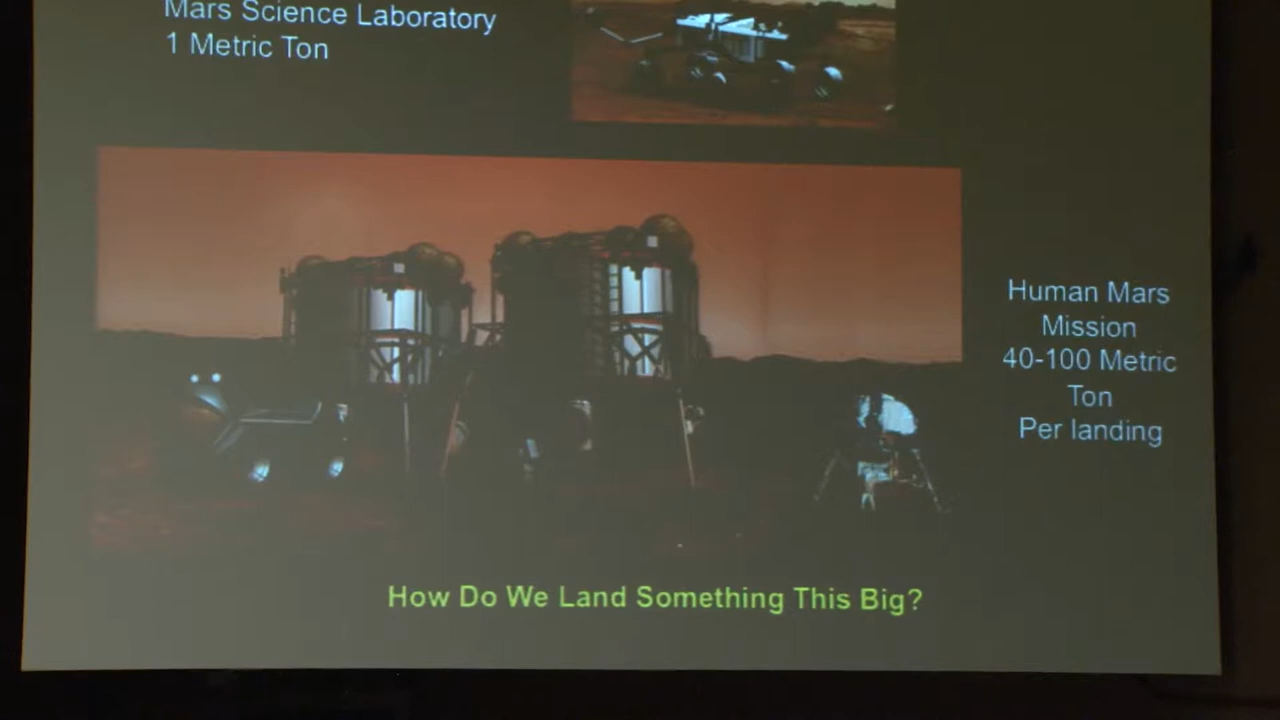 Mars Science Laboratory
1 Metric Ton
Human Mars
Mission
40-100 Metric
Ton
Per landing
How Do We Land Something This Big?